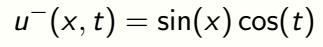 u⁻(x, t) = sin(x) cos(t)